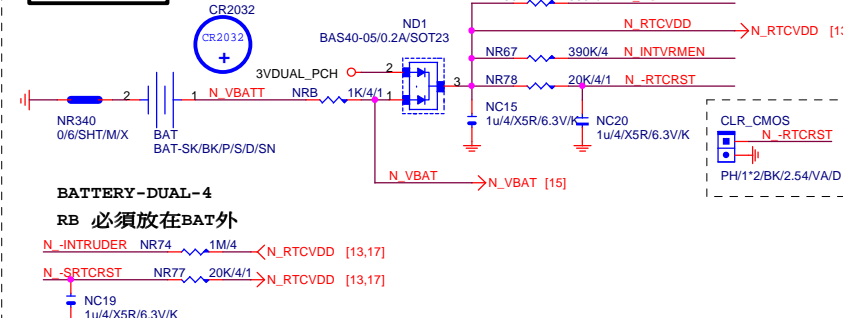 CR2032
CR2032
+
ND1
BAS40-05/0.2A/SOT23
N_RTCVDD
N_RTCVDD [13
NR67 390K/4 N_INTVRMEN
3VDUAL_PCH 2
3 NR78 20K/4/1 N_-RTCRST
2 1 N_VBATT NRB 1K/4/1 1
NR340
0/6/SHT/M/X
BAT
BAT-SK/BK/P/S/D/SN
NC15
1u/4/X5R/6.3V/K
NC20
1u/4/X5R/6.3V/K
CLR_CMOS
N_-RTCRST
PH/1*2/BK/2.54/VA/D
N_VBAT N_VBAT [15]
BATTERY-DUAL-4
RB 必須放在BAT外
N_-INTRUDER NR74 1M/4 N_RTCVDD [13,17]
N_-SRTCRST NR77 20K/4/1 N_RTCVDD [13,17]
NC19
1u/4/X5R/6.3V/K